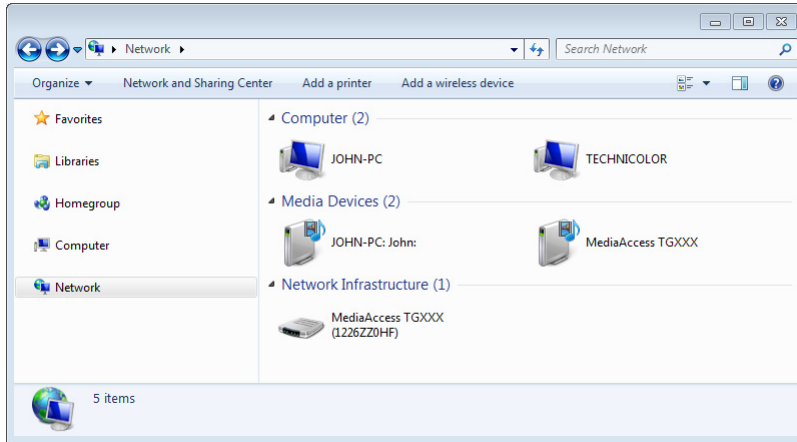 Network
Search Network
Organize Network and Sharing Center Add a printer Add a wireless device
Favorites
Libraries
Homegroup
Computer
Network
Computer (2)
JOHN-PC TECHNICOLOR
Media Devices (2)
JOHN-PC: John: MediaAccess TGXXX
Network Infrastructure (1)
MediaAccess TGXXX
(1226ZZ0HF)
5 items